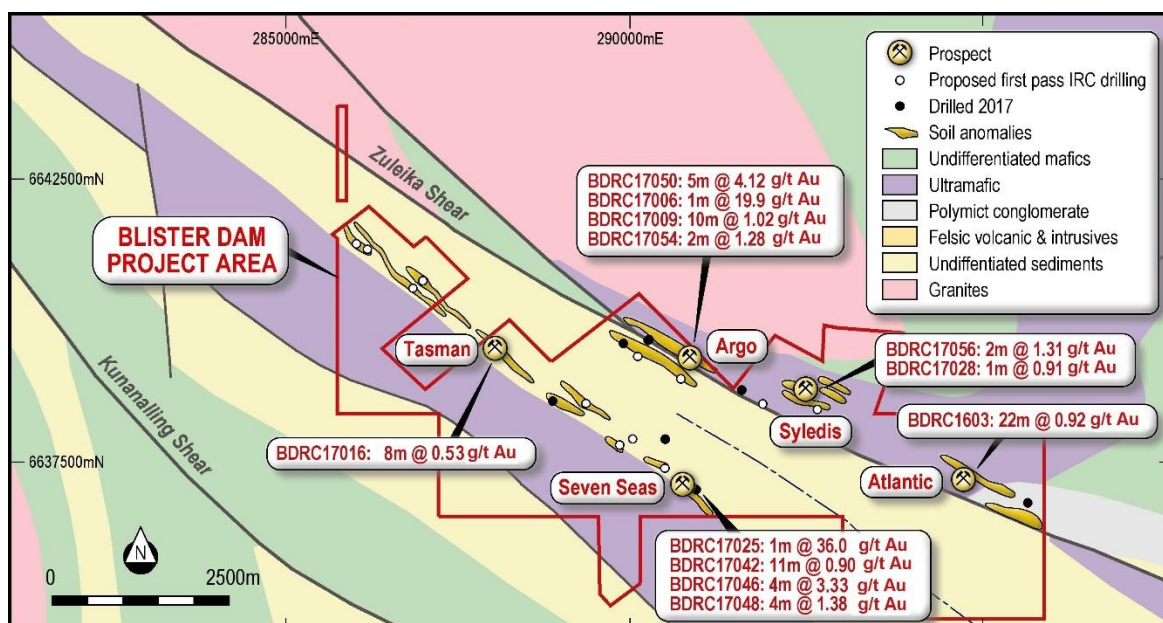 285000mE
290000mE
6642500mN
6637500mN
Prospect
Proposed first pass IRC drilling
Drilled 2017
Soil anomalies
Undifferentiated mafics
Ultramafic
Polymict conglomerate
Felsic volcanic & intrusives
Undiffentiated sediments
Granites
Zuleika Shear
Kunanalling Shear
BLISTER DAM
PROJECT AREA
BDRC17050: 5m @ 4.12 g/t Au
BDRC17006: 1m @ 19.9 g/t Au
BDRC17009: 10m @ 1.02 g/t Au
BDRC17054: 2m @ 1.28 g/t Au
Tasman
Argo
BDRC17056: 2m @ 1.31 g/t Au
BDRC17028: 1m @ 0.91 g/t Au
Syledis
BDRC1603: 22m @ 0.92 g/t Au
BDRC17016: 8m @ 0.53 g/t Au
Seven Seas
Atlantic
BDRC17025: 1m @ 36.0 g/t Au
BDRC17042: 11m @ 0.90 g/t Au
BDRC17046: 4m @ 3.33 g/t Au
BDRC17048: 4m @ 1.38 g/t Au
N
0 2500m